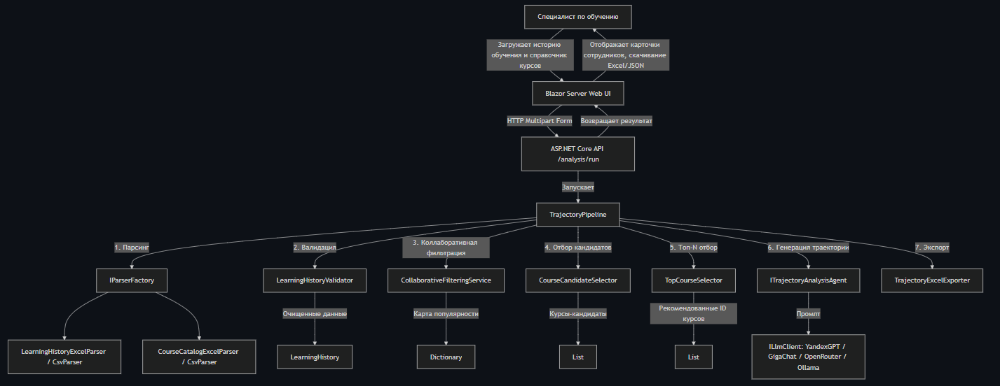 Специалист по обучению
Загружает историю
обучения и справочник
курсов
Отображает карточки
сотрудников, скачивание
Excel/JSON
Blazor Server Web UI
HTTP Multipart Form
Возвращает результат
ASP.NET Core API
/analysis/run
Запускает
TrajectoryPipeline
1. Парсинг
2. Валидация
3. Коллаборативная
фильтрация
4. Отбор кандидатов
5. Топ-N отбор
6. Генерация траектории
7. Экспорт
IParserFactory
LearningHistoryValidator
CollaborativeFilteringService
CourseCandidateSelector
TopCourseSelector
ITrajectoryAnalysisAgent
TrajectoryExcelExporter
Очищенные данные
Карта популярности
Курсы-кандидаты
Рекомендованные ID
курсов
Промпт
LearningHistoryExcelParser
/ CsvParser
CourseCatalogExcelParser
/ CsvParser
LearningHistory
Dictionary
List
List
ILlmClient: YandexGPT /
GigaChat / OpenRouter /
Ollama